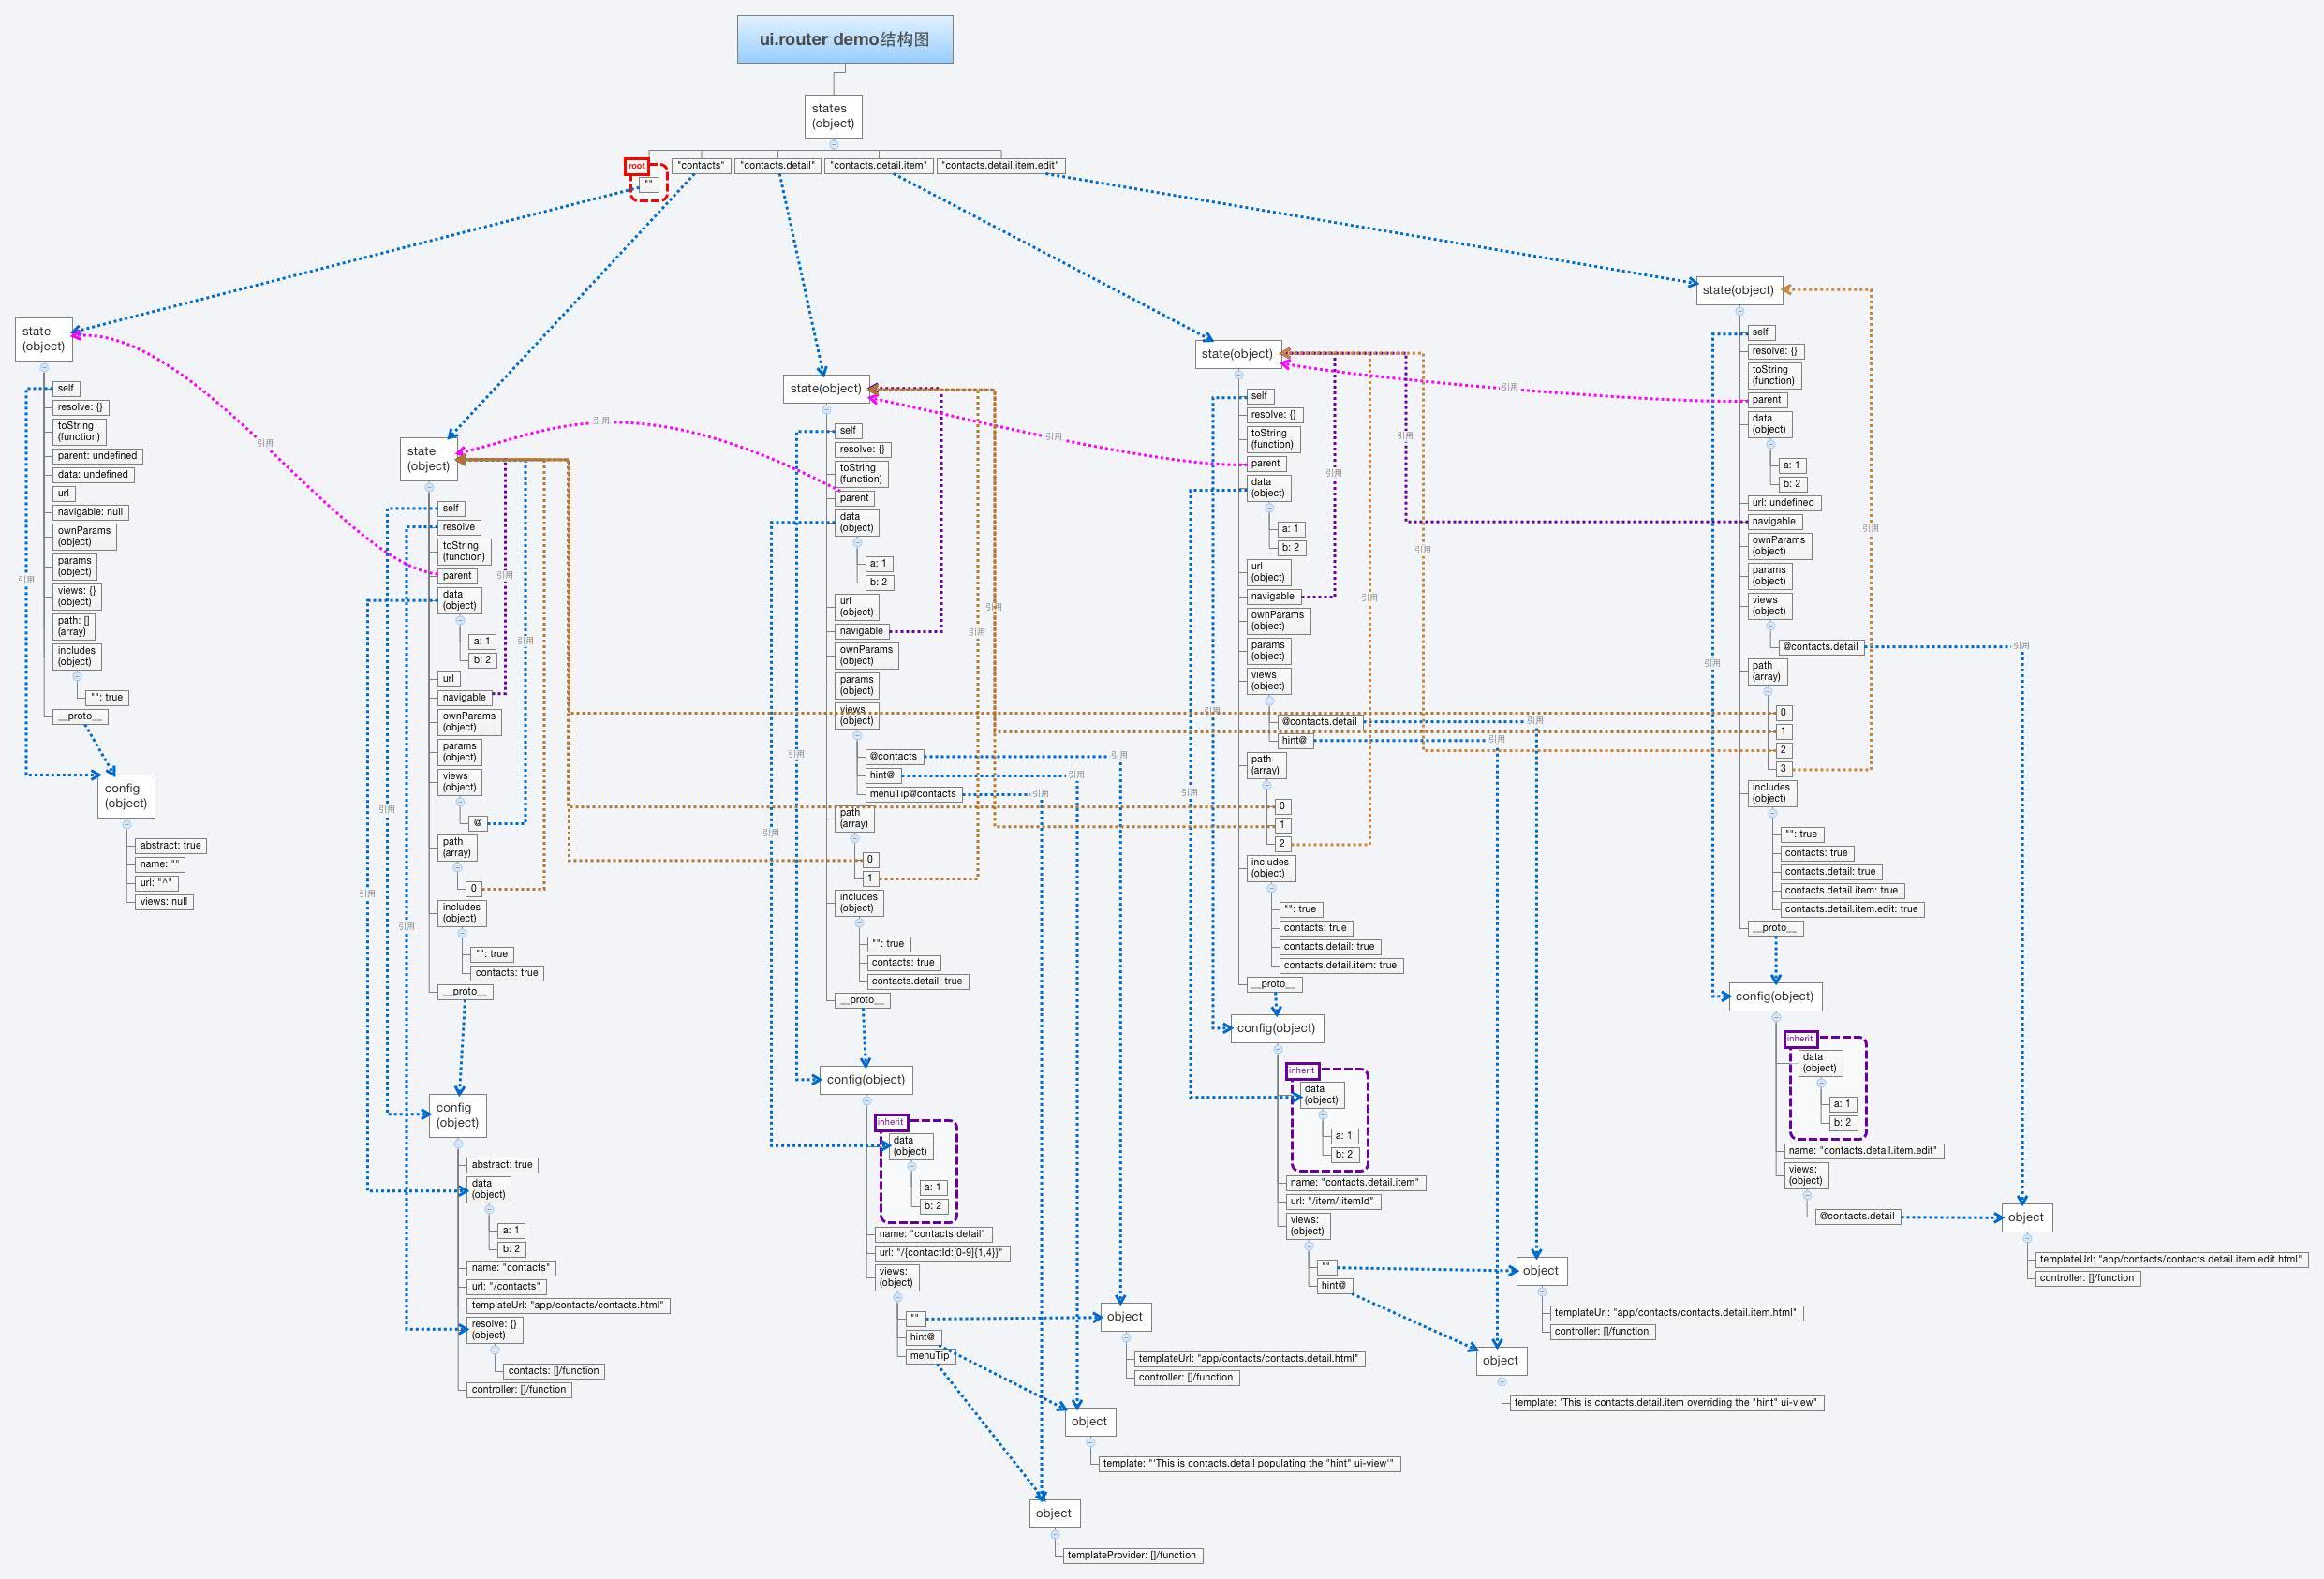 ui.router demo结构图
states
(object)
root
""
"contacts"
"contacts.detail"
"contacts.detail.item"
"contacts.detail.item.edit"
state
(object)
self
resolve: {}
toString
(function)
parent: undefined
data: undefined
url
navigable: null
ownParams
(object)
params
(object)
views: {}
(object)
path: []
(array)
includes
(object)
"": true
__proto__
引用
引用
config
(object)
abstract: true
name: ""
url: "^"
views: null
state
(object)
self
resolve
toString
(function)
parent
data
(object)
a: 1
b: 2
url
navigable
ownParams
(object)
params
(object)
views
(object)
@
path
(array)
0
includes
(object)
"": true
contacts: true
__proto__
引用
引用
引用
引用
引用
引用
config
(object)
abstract: true
data
(object)
a: 1
b: 2
name: "contacts"
url: "/contacts"
templateUrl: "app/contacts/contacts.html"
resolve: {}
(object)
contacts: []/function
controller: []/function
state(object)
self
resolve: {}
toString
(function)
parent
data
(object)
a: 1
b: 2
url
(object)
navigable
ownParams
(object)
params
(object)
views
(object)
@contacts
hint@
menuTip@contacts
path
(array)
0
1
includes
(object)
"": true
contacts: true
contacts.detail: true
__proto__
引用
引用
引用
引用
引用
引用
引用
引用
config(object)
inherit
data
(object)
a: 1
b: 2
name: "contacts.detail"
url: "/{contactId:[0-9]{1,4}}"
views:
(object)
""
hint@
menuTip
object
templateUrl: "app/contacts/contacts.detail.html"
controller: []/function
object
template: "'This is contacts.detail populating the "hint" ui-view'"
object
templateProvider: []/function
state(object)
self
resolve: {}
toString
(function)
parent
data
(object)
a: 1
b: 2
url
(object)
navigable
ownParams
(object)
params
(object)
views
(object)
@contacts.detail
hint@
path
(array)
0
1
2
includes
(object)
"": true
contacts: true
contacts.detail: true
contacts.detail.item: true
__proto__
引用
引用
引用
引用
引用
引用
引用
引用
引用
config(object)
inherit
data
(object)
a: 1
b: 2
name: "contacts.detail.item"
url: "/item/:itemId"
views:
(object)
""
hint@
object
templateUrl: "app/contacts/contacts.detail.item.html"
controller: []/function
object
template: 'This is contacts.detail.item overriding the "hint" ui-view"
state(object)
self
resolve: {}
toString
(function)
parent
data
(object)
a: 1
b: 2
url: undefined
navigable
ownParams
(object)
params
(object)
views
(object)
@contacts.detail
path
(array)
0
1
2
3
includes
(object)
"": true
contacts: true
contacts.detail: true
contacts.detail.item: true
contacts.detail.item.edit: true
__proto__
引用
引用
引用
config(object)
inherit
data
(object)
a: 1
b: 2
name: "contacts.detail.item.edit"
views:
(object)
@contacts.detail
object
templateUrl: "app/contacts/contacts.detail.item.edit.html"
controller: []/function